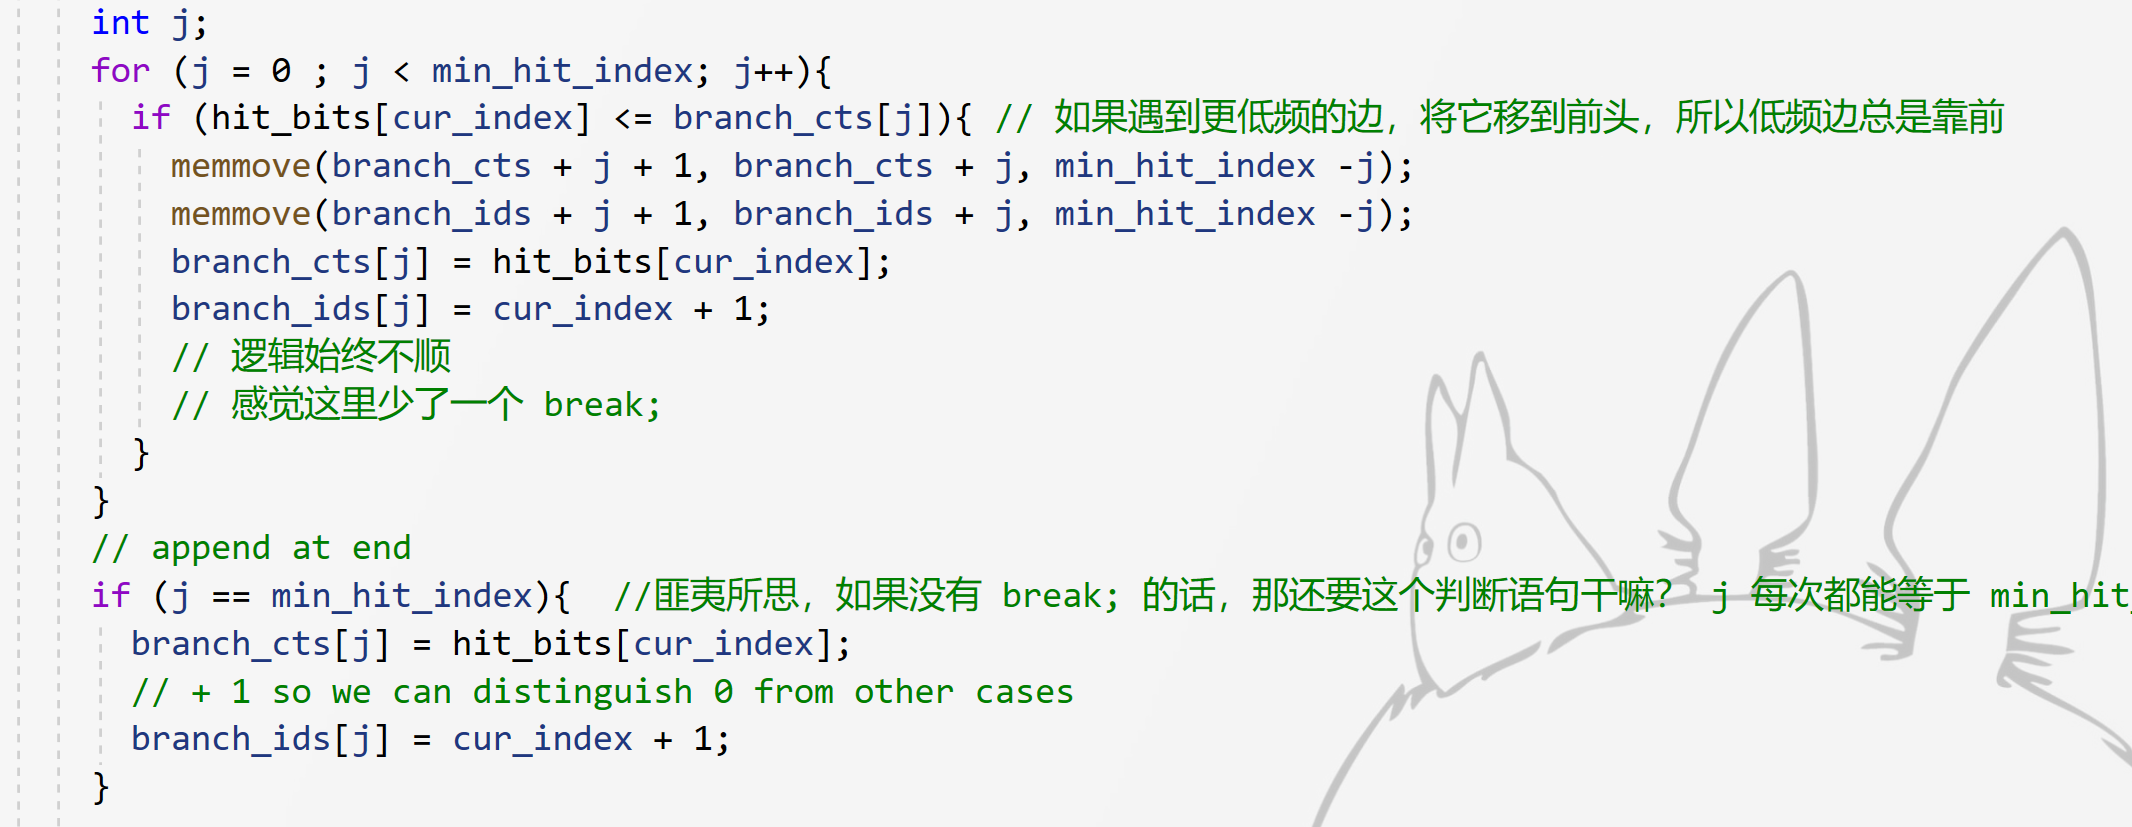 int j;
for (j = 0 ; j < min_hit_index; j++){
if (hit_bits[cur_index] <= branch_cts[j]){ // 如果遇到更低频的边，将它移到前头，所以低频边总是靠前
memmove(branch_cts + j + 1, branch_cts + j, min_hit_index -j);
memmove(branch_ids + j + 1, branch_ids + j, min_hit_index -j);
branch_cts[j] = hit_bits[cur_index];
branch_ids[j] = cur_index + 1;
// 逻辑始终不顺
// 感觉这里少了一个 break;
}
}
// append at end
if (j == min_hit_index){ //匪夷所思，如果没有 break; 的话，那还要这个判断语句干嘛？ j 每次都能等于 min_hit_
branch_cts[j] = hit_bits[cur_index];
// + 1 so we can distinguish 0 from other cases
branch_ids[j] = cur_index + 1;
}